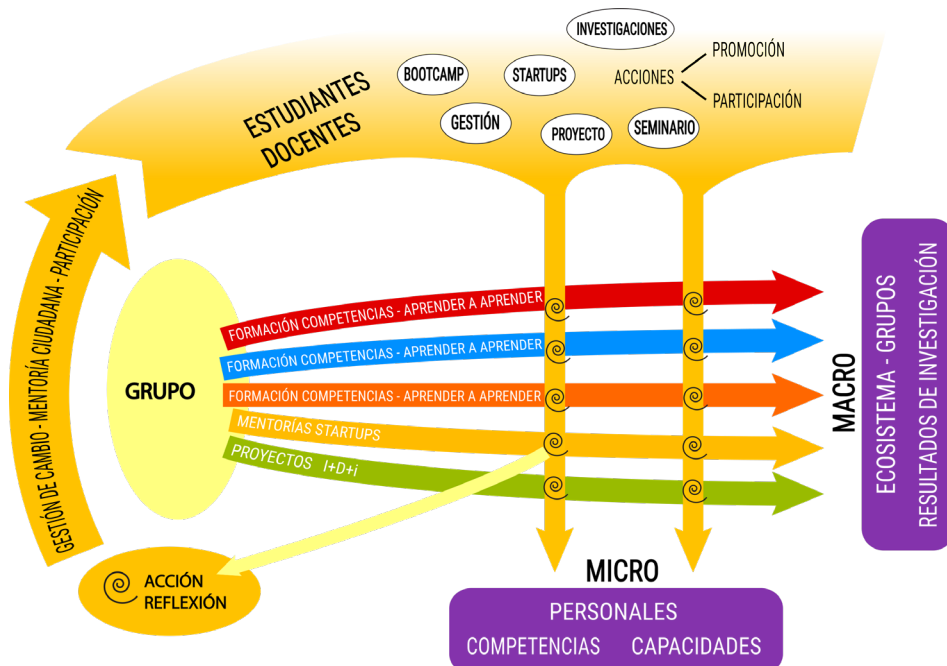 INVESTIGACIONES
PROMOCIÓN
BOOTCAMP
STARTUPS
ACCIONES
PARTICIPACIÓN
ESTUDIANTES
DOCENTES
GESTIÓN
PROYECTO
SEMINARIO
GESTIÓN DE CAMBIO - MENTORÍA CIUDADANA - PARTICIPACIÓN
GRUPO
FORMACIÓN COMPETENCIAS - APRENDER A APRENDER
FORMACIÓN COMPETENCIAS - APRENDER A APRENDER
FORMACIÓN COMPETENCIAS - APRENDER A APRENDER
MENTORÍAS STARTUPS
PROYECTOS I+D+i
MACRO
ECOSISTEMA - GRUPOS
RESULTADOS DE INVESTIGACIÓN
ACCIÓN
REFLEXIÓN
MICRO
PERSONALES
COMPETENCIAS CAPACIDADES